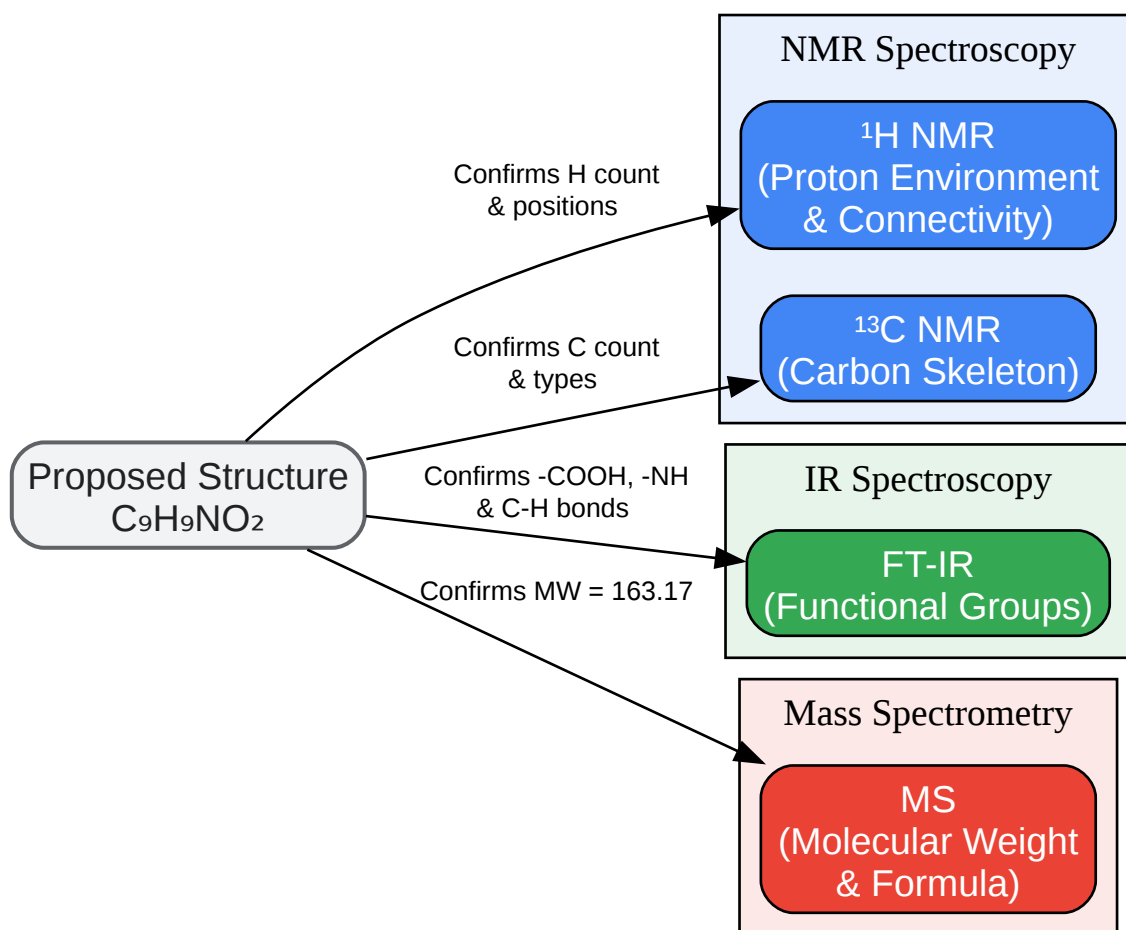 NMR Spectroscopy
¹H NMR
(Proton Environment
& Connectivity)
Confirms H count
& positions
¹³C NMR
(Carbon Skeleton)
Confirms C count
& types
Proposed Structure
C₉H₉NO₂
Confirms -COOH, -NH
& C-H bonds
IR Spectroscopy
FT-IR
(Functional Groups)
Confirms MW = 163.17
Mass Spectrometry
MS
(Molecular Weight
& Formula)